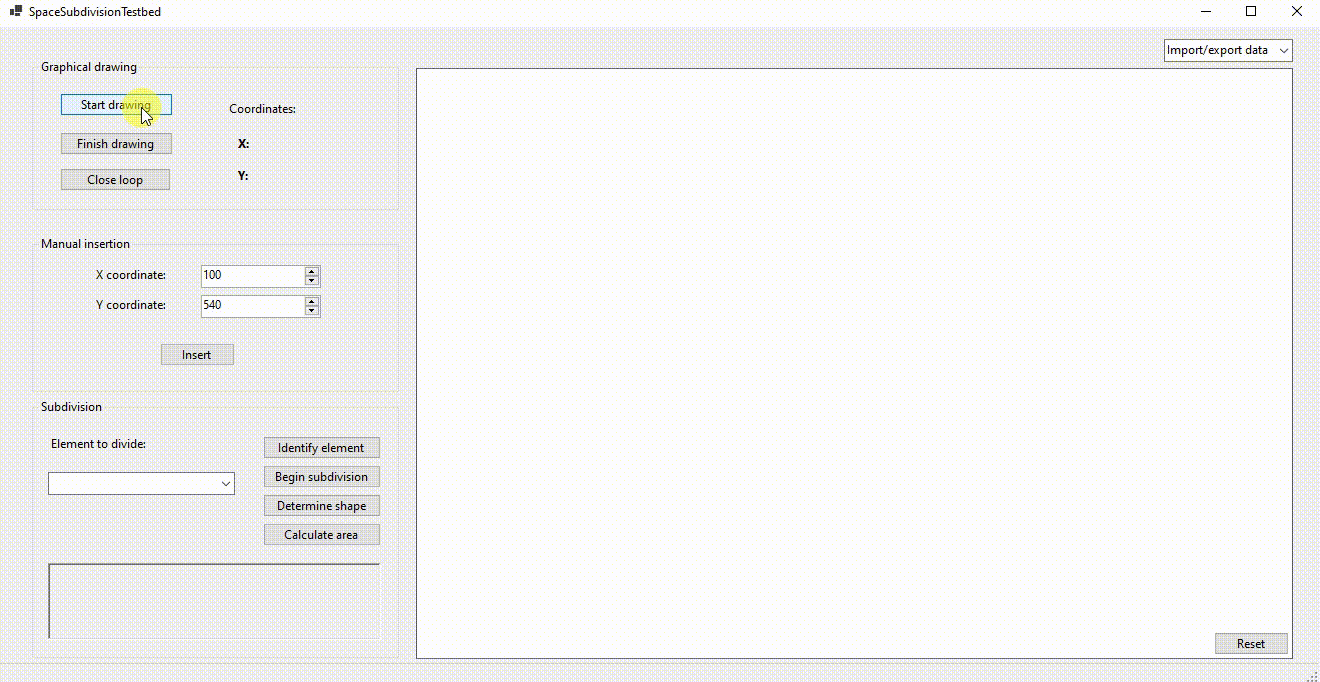 SpaceSubdivisionTestbed
Import/export data
Graphical drawing
Start drawing
Coordinates:
Finish drawing
X:
Close loop
Y:
Manual insertion
X coordinate:
100
Y coordinate:
540
Insert
Subdivision
Element to divide:
Identify element
Begin subdivision
Determine shape
Calculate area
Reset